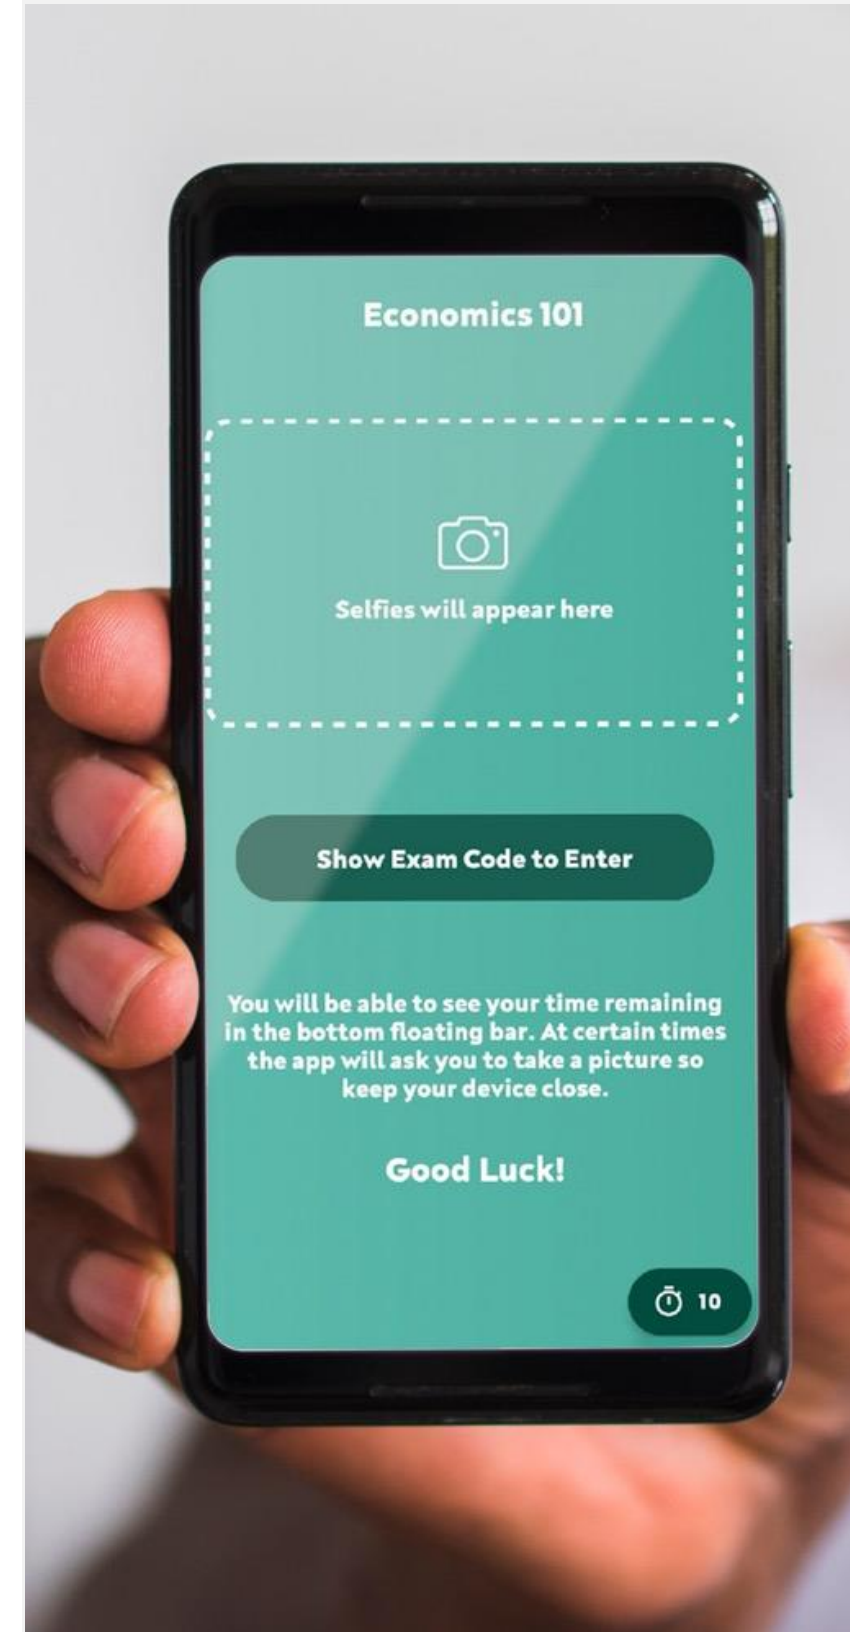 Economics 101
Selfies will appear here
Show Exam Code to Enter
You will be able to see your time remaining
in the bottom floating bar. At certain times
the app will ask you to take a picture so
keep your device close.
Good Luck!
10